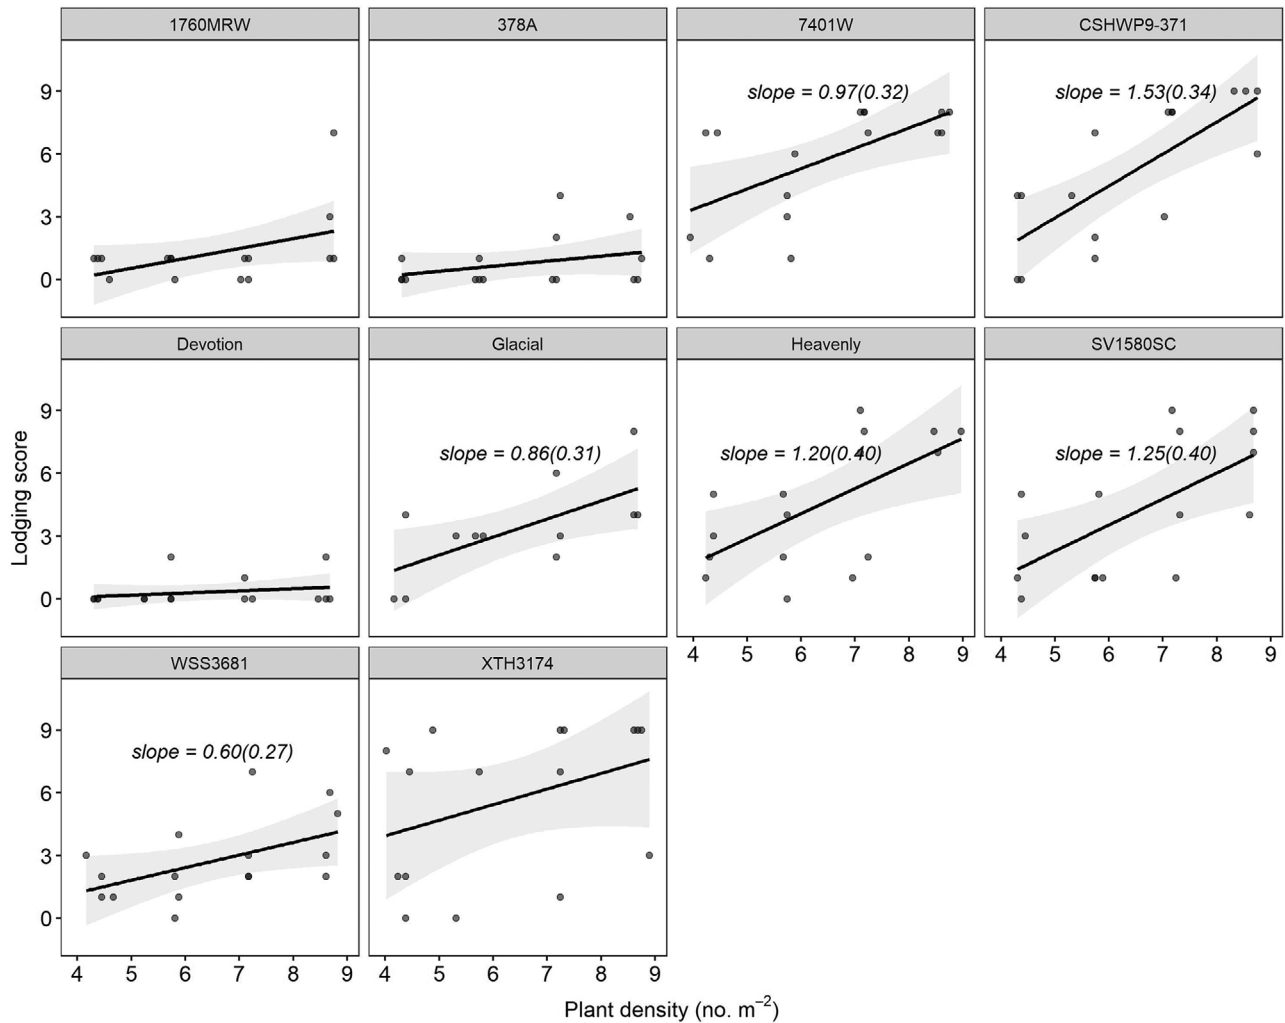 1760MRW
378A
7401W
CSHWP9-371
slope = 0.97(0.32)
slope = 1.53(0.34)
9
6
3
0
Devotion
Glacial
Heavenly
SV1580SC
slope = 0.86(0.31)
slope = 1.20(0.40)
slope = 1.25(0.40)
9
6
3
0
4 5 6 7 8 9
4 5 6 7 8 9
WSS3681
XTH3174
slope = 0.60(0.27)
9
6
3
0
4 5 6 7 8 9
4 5 6 7 8 9
Lodging score
Plant density (no. m⁻²)